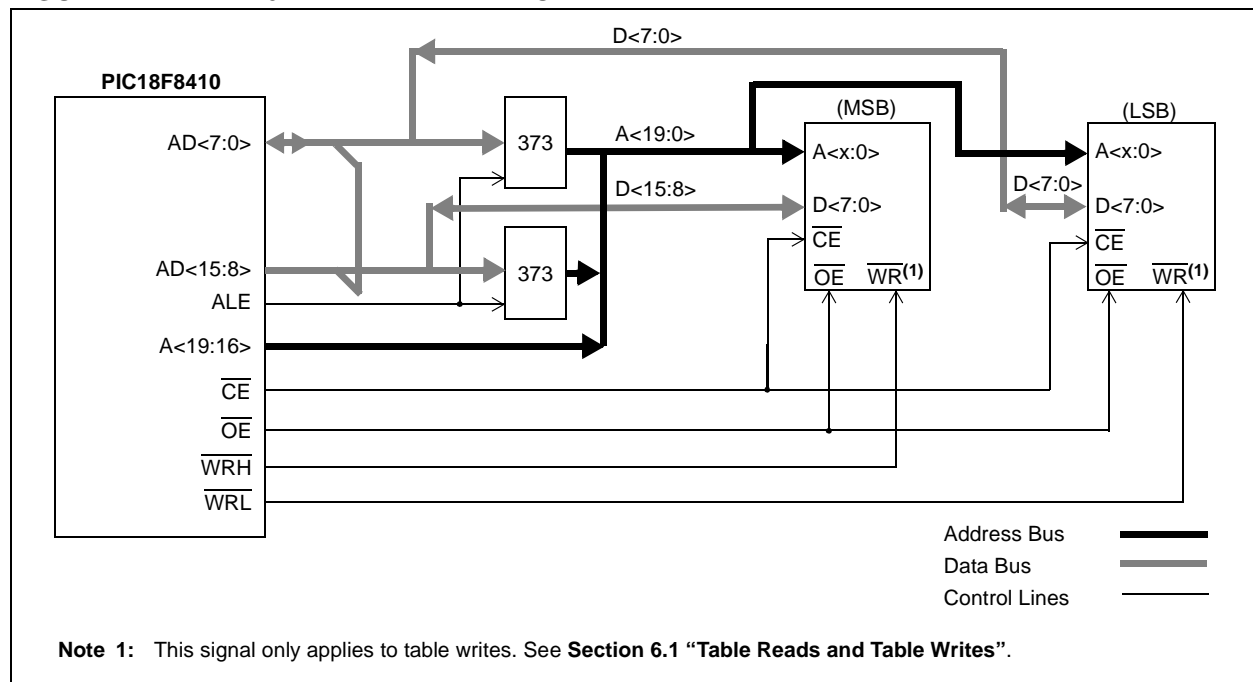 D<7:0>
PIC18F8410
(MSB)
(LSB)
AD<7:0>
373
A<19:0>
A<x:0>
A<x:0>
D<15:8>
D<7:0>
D<7:0>
D<7:0>
CE
CE
AD<15:8>
373
OE WR(1)
OE WR(1)
ALE
A<19:16>
CE
OE
WRH
WRL
Address Bus
Data Bus
Control Lines
Note 1: This signal only applies to table writes. See Section 6.1 “Table Reads and Table Writes”.